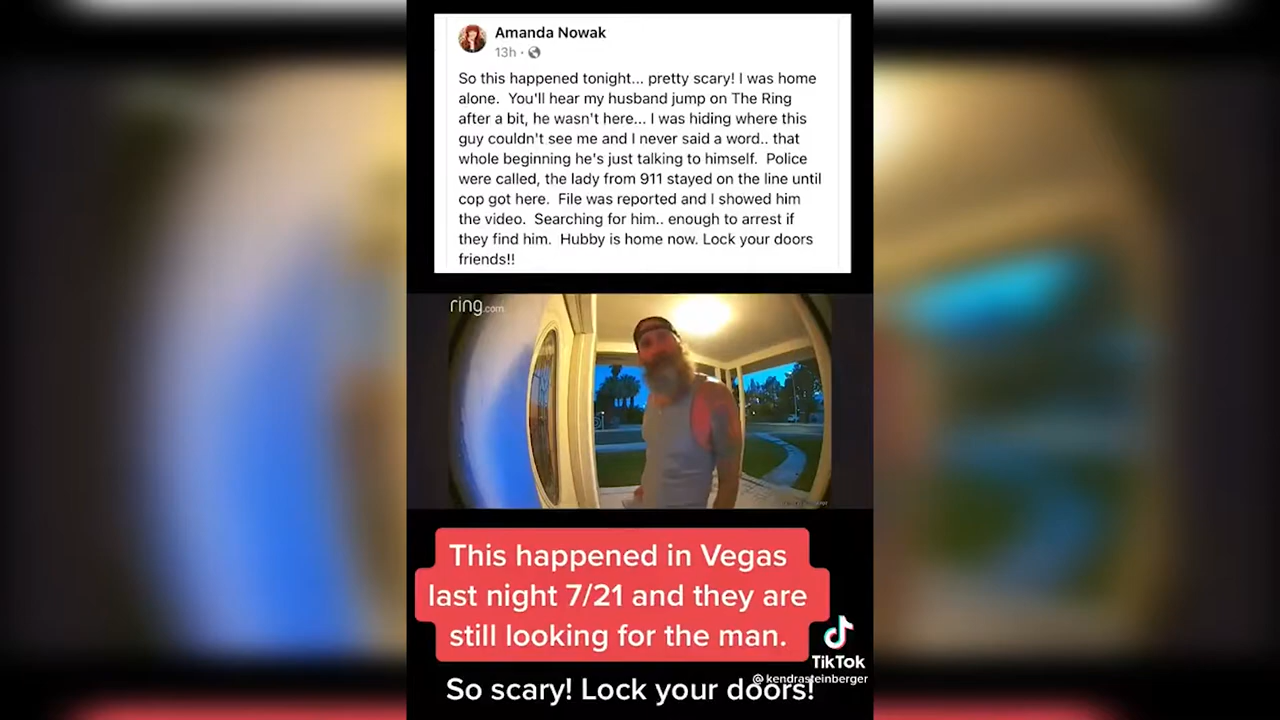 Amanda Nowak
13h ·
So this happened tonight... pretty scary! I was home
alone.  You'll hear my husband jump on The Ring
after a bit, he wasn't here... I was hiding where this
guy couldn't see me and I never said a word.. that
whole beginning he's just talking to himself.  Police
were called, the lady from 911 stayed on the line until
cop got here.  File was reported and I showed him
the video.  Searching for him.. enough to arrest if
they find him.  Hubby is home now. Lock your doors
friends!!
ring.com
This happened in Vegas
last night 7/21 and they are
still looking for the man.
TikTok
@kendrasteinberger
So scary! Lock your doors!